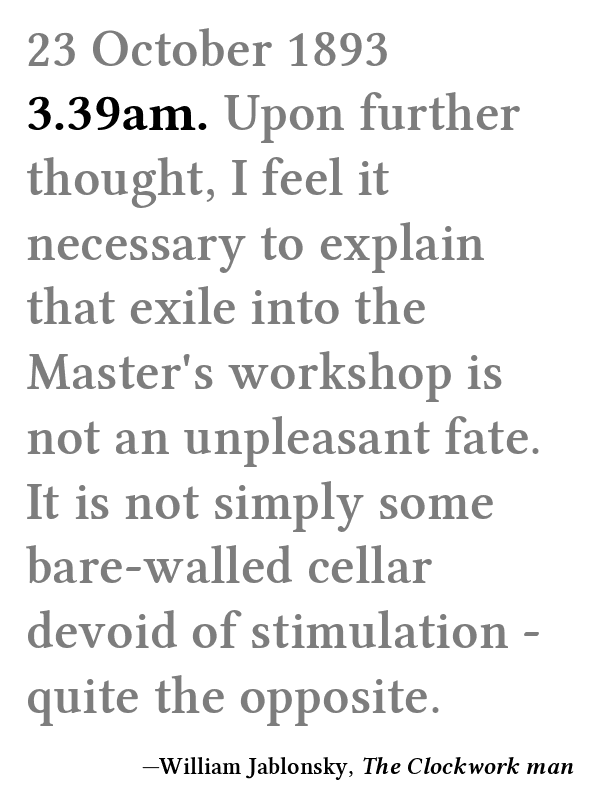 23 October 1893
3.39am. Upon further
thought, I feel it
necessary to explain
that exile into the
Master's workshop is
not an unpleasant fate.
It is not simply some
bare-walled cellar
devoid of stimulation -
quite the opposite.
—William Jablonsky, The Clockwork man